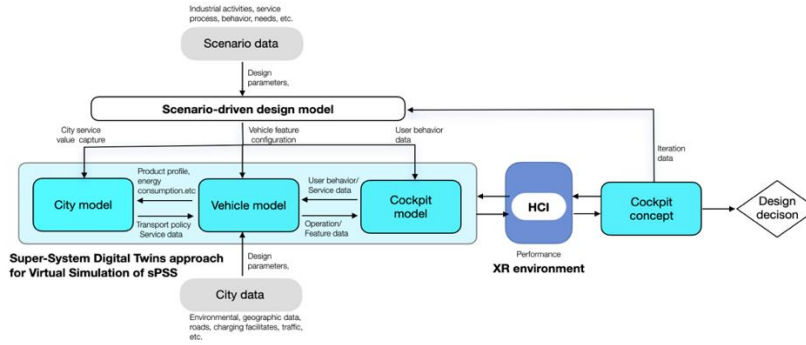 Industrial activities, service
process, behavior, needs, etc.
Scenario data
Design
parameters,
Scenario-driven design model
City service
value capture
Vehicle feature
configuration
User behavior
data
Iteration
data
Product profile,
energy
consumption.etc
User behavior/
Service data
City model
Vehicle model
Cockpit
model
HCI
Cockpit
concept
Design
decison
Transport policy
Service data
Operation/
Feature data
Performance
XR environment
Super-System Digital Twins approach
for Virtual Simulation of sPSS
Design
parameters,
City data
Environmental, geographic data,
roads, charging facilitates, traffic,
etc.